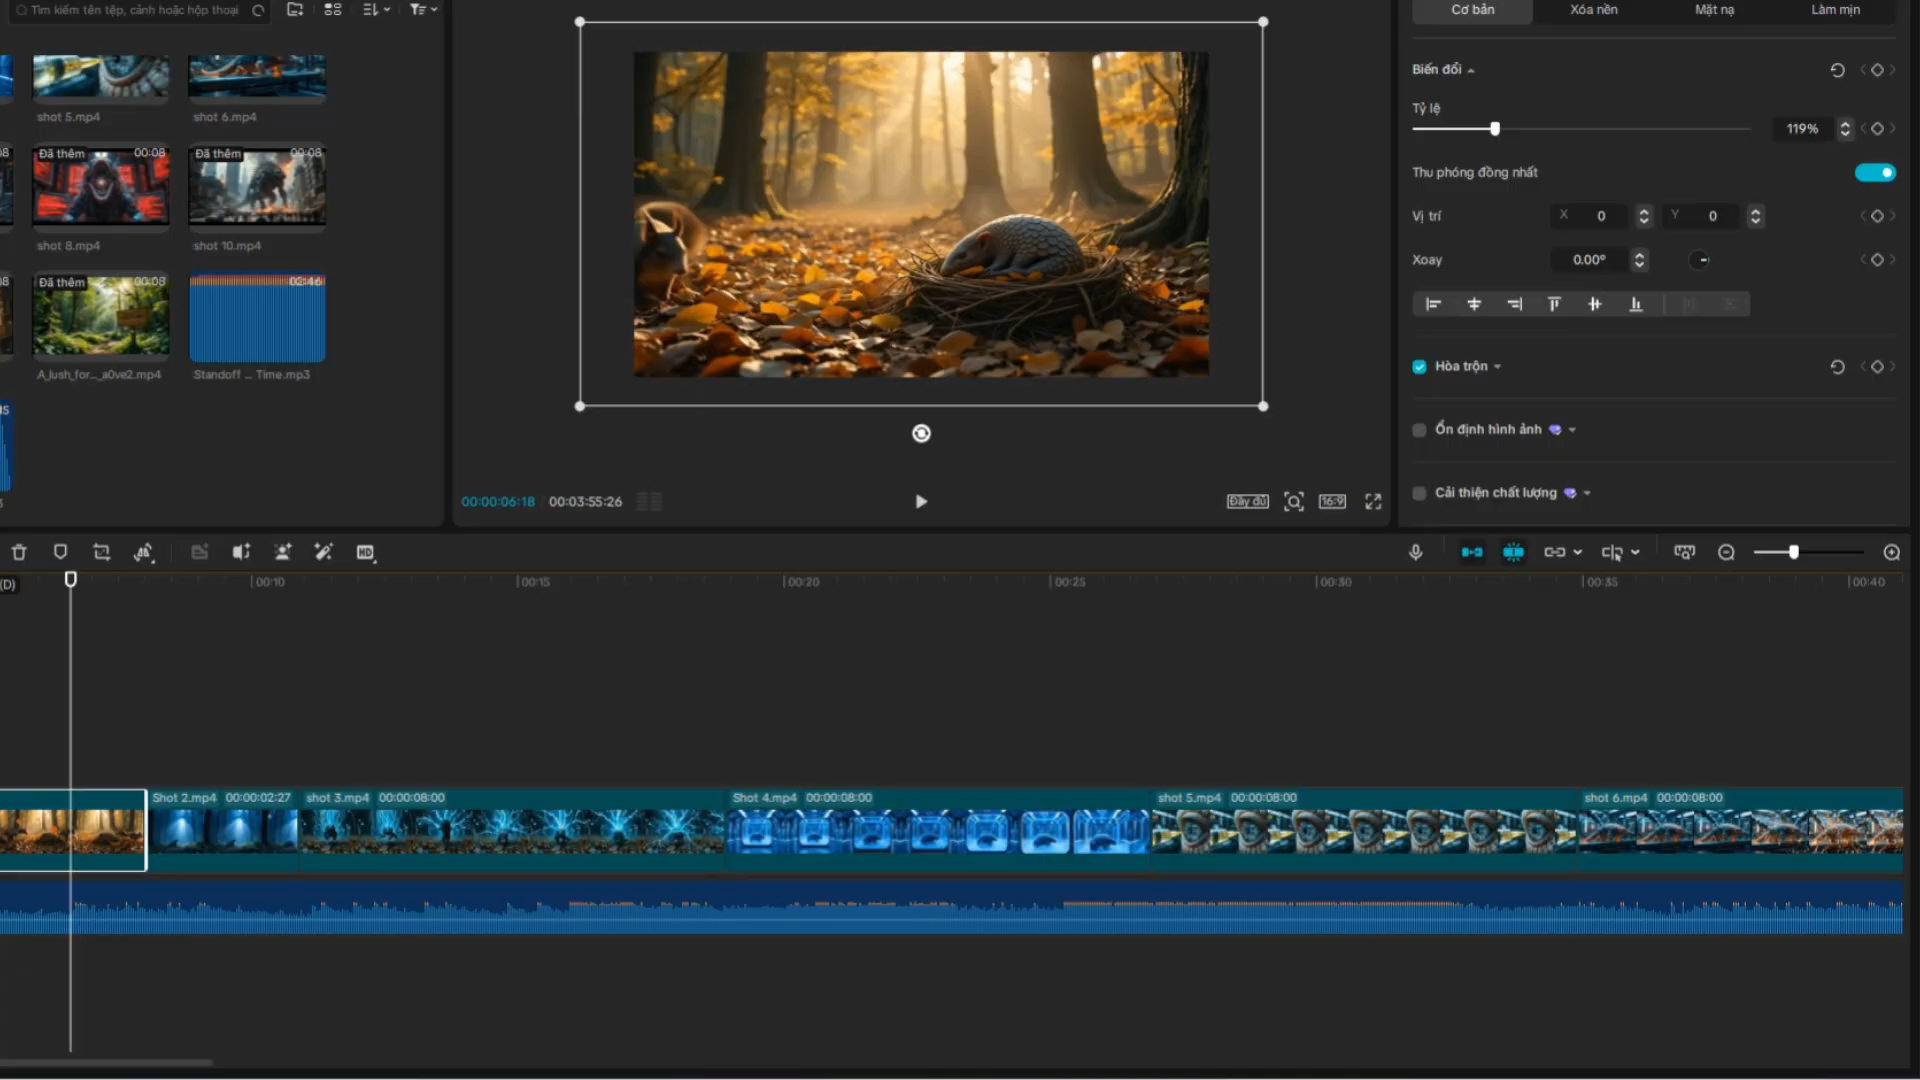 Tìm kiếm tên tệp, cảnh hoặc hộp thoại
shot 5.mp4
shot 6.mp4
Đã thêm 00:08
Đã thêm 00:08
shot 8.mp4
shot 10.mp4
Đã thêm 00:08
02:46
A_lush_for..._a0ve2.mp4
Standoff ... Time.mp3
00:00:06:18 00:03:55:26
Đầy đủ
16:9
Cơ bản
Xóa nền
Mặt nạ
Làm mịn
Biến đổi
Tỷ lệ
119%
Thu phóng đồng nhất
Vị trí X 0 Y 0
Xoay 0.00°
Hòa trộn
Ổn định hình ảnh
Cải thiện chất lượng
HD
(D)
00:10 00:15 00:20 00:25 00:30 00:35 00:40
Shot 2.mp4 00:00:02:27
shot 3.mp4 00:00:08:00
Shot 4.mp4 00:00:08:00
shot 5.mp4 00:00:08:00
shot 6.mp4 00:00:08:00